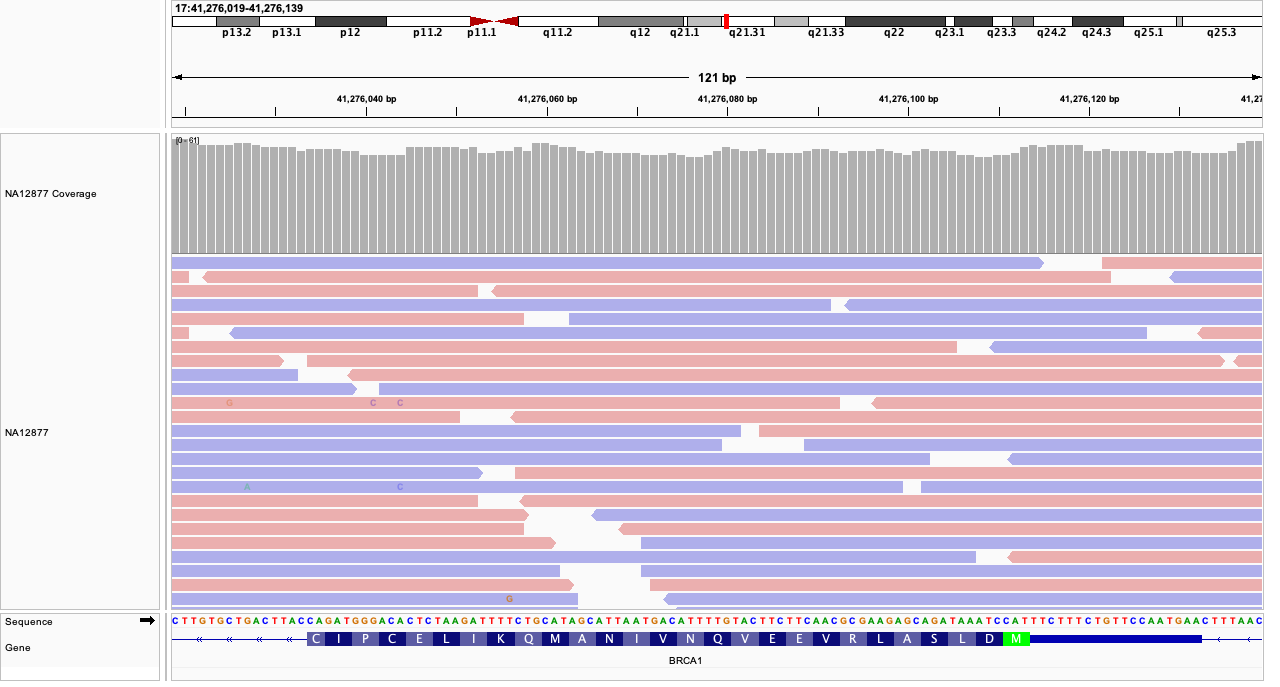 17:41,276,019-41,276,139
p13.2 p13.1 p12 p11.2 p11.1 q11.2 q12 q21.1 q21.31 q21.33 q22 q23.1 q23.3 q24.2 q24.3 q25.1 q25.3
121 bp
41,276,040 bp 41,276,060 bp 41,276,080 bp 41,276,100 bp 41,276,120 bp 41,27
[0 - 61]
NA12877 Coverage
G C C
NA12877
A C
G
Sequence CTTGTGCTGACTTACCAGATGGGACACTCTAAGATTTTCTGCATAGCATTAATGACATTTTGTACTTCTTCAACGCGAAGAGCAGATAAATCCATTTCTTTCTGTTCCAATGAACTTTAAC
Gene C I P C E L I K Q M A N I V N Q V E E V R L A S L D M
BRCA1